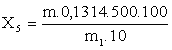 X₅ = m.0,1314.500.100 / m₁.10